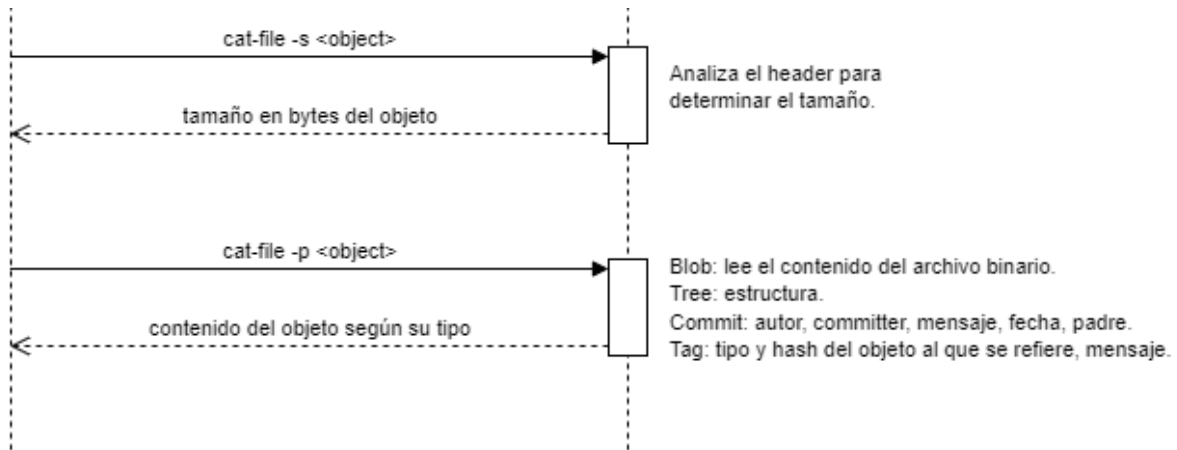 cat-file -s <object>
Analiza el header para
determinar el tamaño.
tamaño en bytes del objeto
cat-file -p <object>
Blob: lee el contenido del archivo binario.
Tree: estructura.
Commit: autor, committer, mensaje, fecha, padre.
Tag: tipo y hash del objeto al que se refiere, mensaje.
contenido del objeto según su tipo